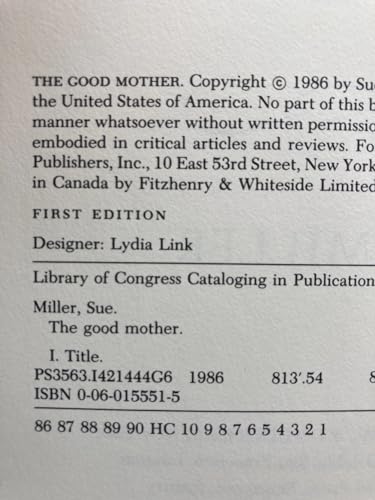 THE GOOD MOTHER. Copyright © 1986 by Sue
the United States of America. No part of this b
manner whatsoever without written permissio
embodied in critical articles and reviews. Fo
Publishers, Inc., 10 East 53rd Street, New York
in Canada by Fitzhenry & Whiteside Limited
FIRST EDITION
Designer: Lydia Link
Library of Congress Cataloging in Publication
Miller, Sue.
The good mother.
I. Title.
PS3563.I421444G6 1986 813'.54
ISBN 0-06-015551-5
86 87 88 89 90 HC 10 9 8 7 6 5 4 3 2 1